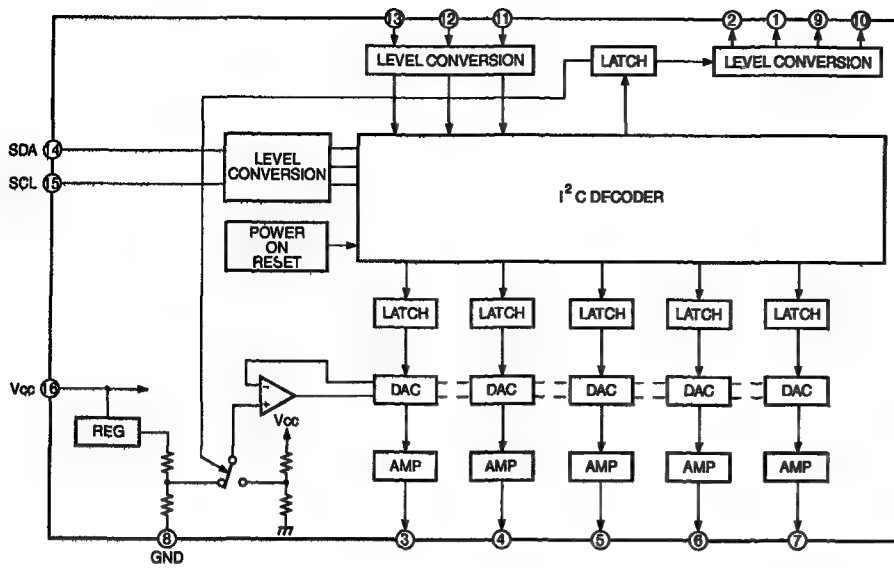 13 12 11 2 1 9 10
LEVEL CONVERSION LATCH LEVEL CONVERSION
SDA 14
SCL 15
LEVEL
CONVERSION
I²C DECODER
POWER
ON
RESET
LATCH LATCH LATCH LATCH LATCH
Vcc 16
- DAC DAC DAC DAC DAC
+
Vcc
REG
AMP AMP AMP AMP AMP
8 3 4 5 6 7
GND